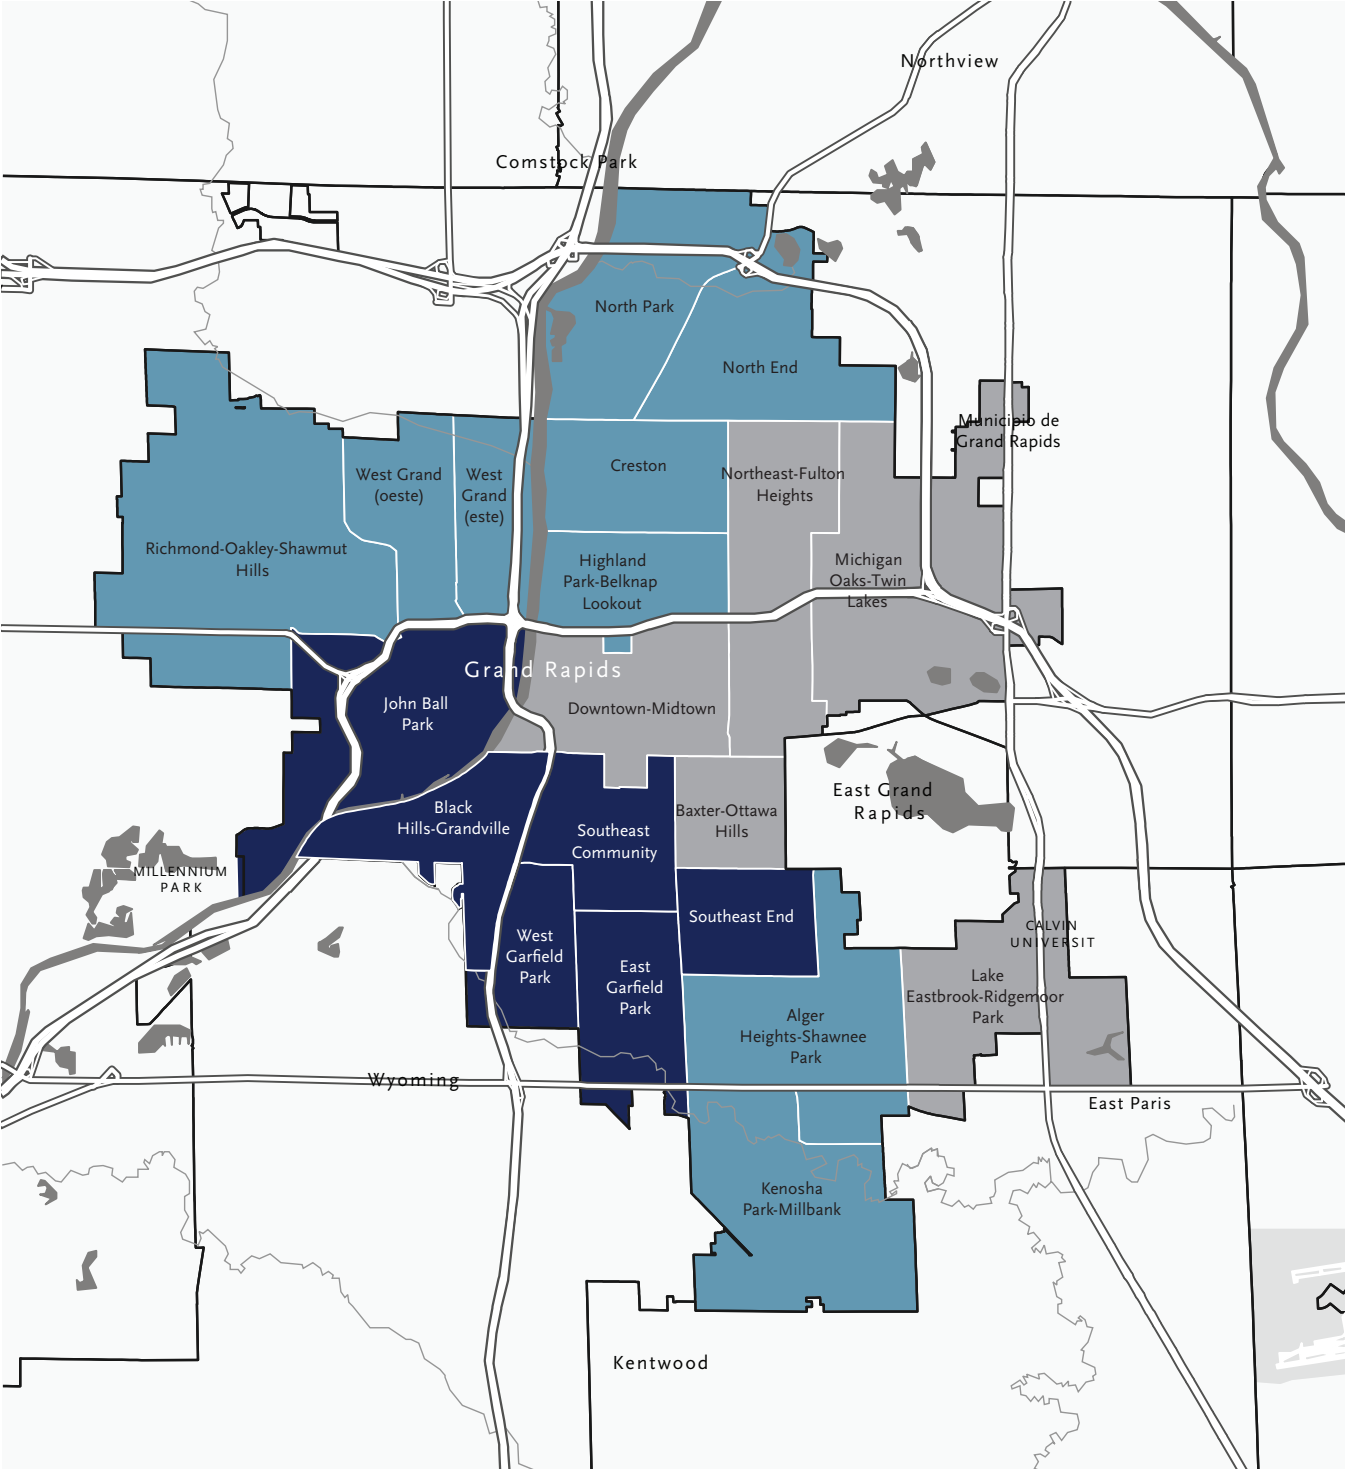 Northview
Comstock Park
North Park
North End
Municipio de
Grand Rapids
Creston
West Grand
(oeste)
West
Grand
(este)
Northeast-Fulton
Heights
Richmond-Oakley-Shawmut
Hills
Highland
Park-Belknap
Lookout
Michigan
Oaks-Twin
Lakes
Grand Rapids
John Ball
Park
Downtown-Midtown
East Grand
Rapids
Black
Hills-Grandville
Baxter-Ottawa
Hills
Southeast
Community
MILLENNIUM
PARK
Southeast End
CALVIN
UNIVERSIT
West
Garfield
Park
East
Garfield
Park
Lake
Eastbrook-Ridgemoor
Park
Alger
Heights-Shawnee
Park
Wyoming
East Paris
Kenosha
Park-Millbank
Kentwood